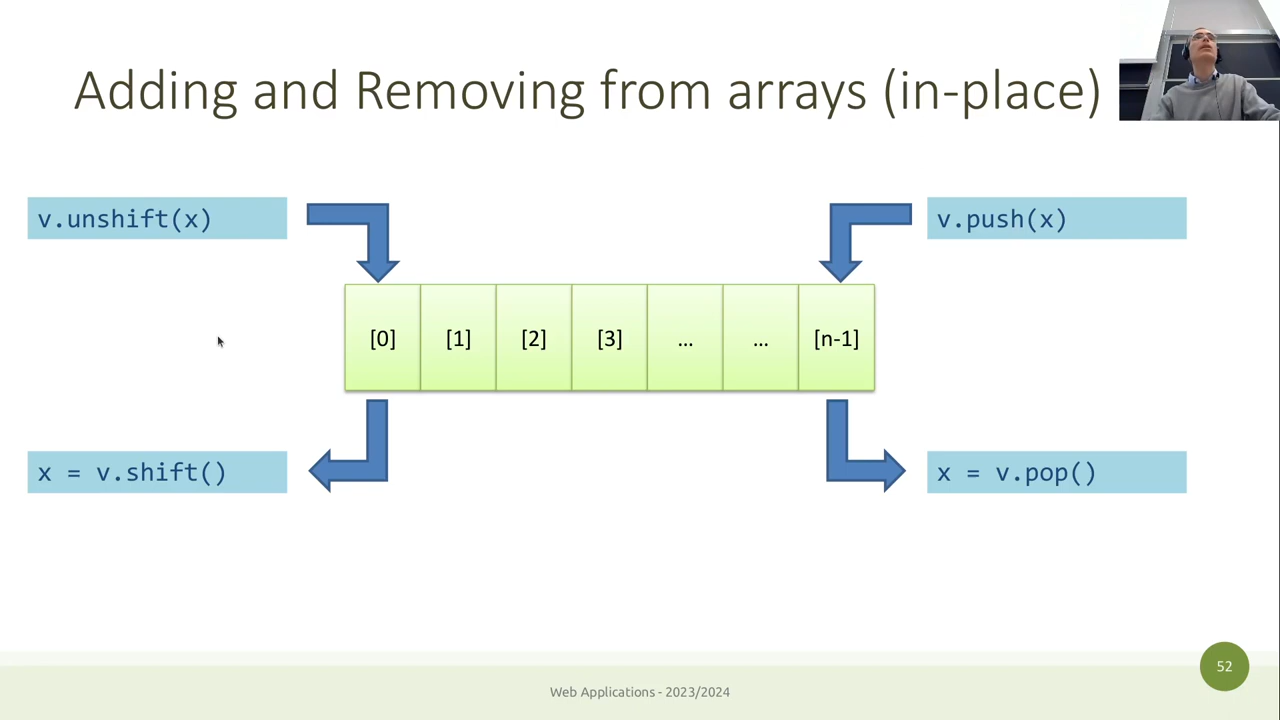 Adding and Removing from arrays (in-place)
v.unshift(x)
v.push(x)
[0] [1] [2] [3] … … [n-1]
x = v.shift()
x = v.pop()
52
Web Applications - 2023/2024